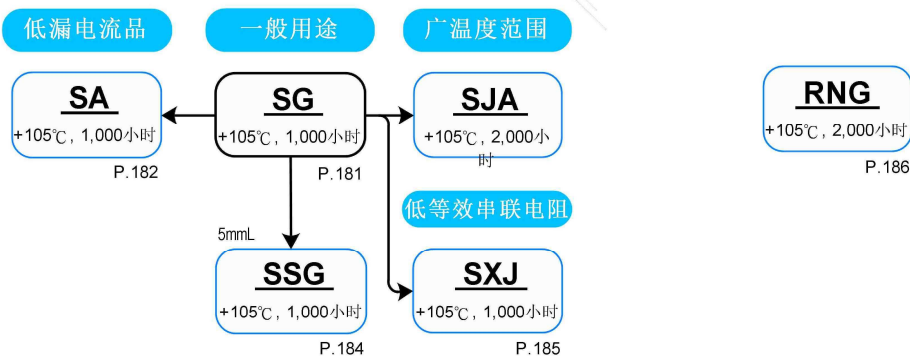 低漏电流品
一般用途
广温度范围
SA
+105℃, 1,000小时
P.182
SG
+105℃, 1,000小时
P.181
SJA
+105℃, 2,000小
时
RNG
+105℃, 2,000小时
P.186
低等效串联电阻
5mmL
SSG
+105℃, 1,000小时
P.184
SXJ
+105℃, 1,000小时
P.185